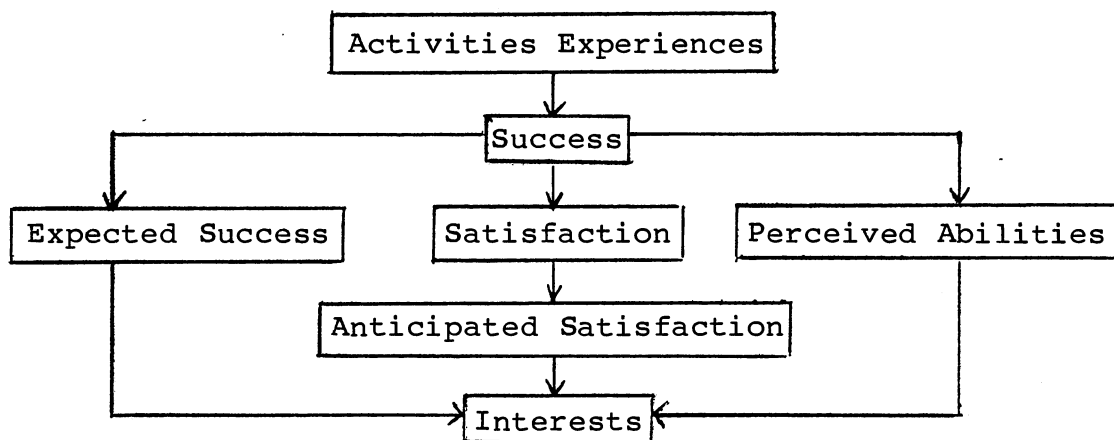 Activities Experiences
Success
Expected Success
Satisfaction
Perceived Abilities
Anticipated Satisfaction
Interests